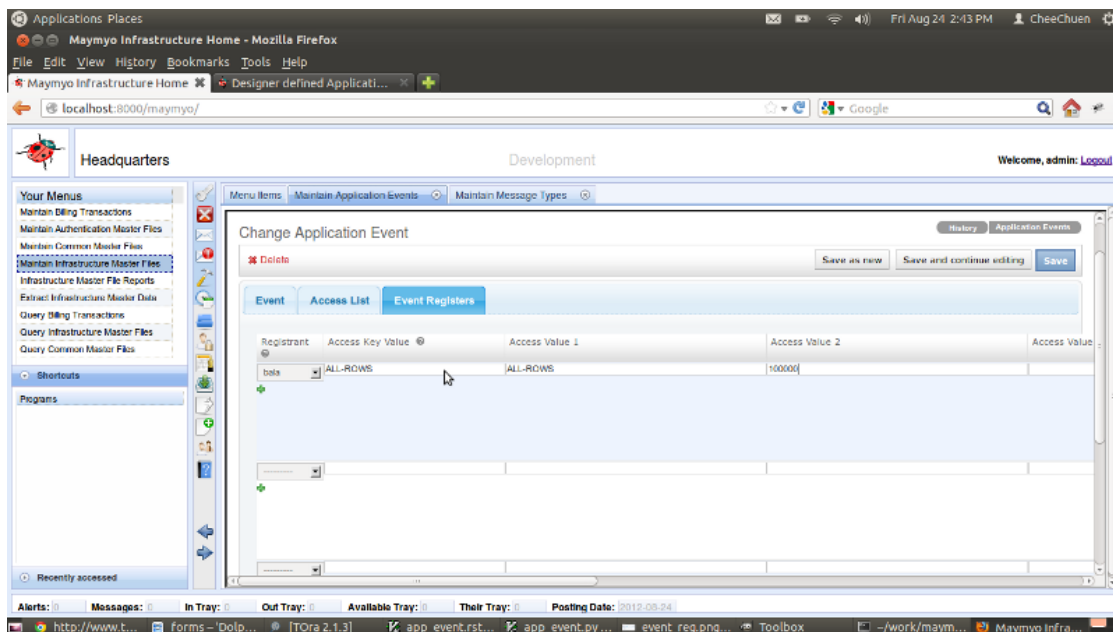 Applications Places
Fri Aug 24 2:43 PM CheeChuen
Maymyo Infrastructure Home - Mozilla Firefox
File Edit View History Bookmarks Tools Help
Maymyo Infrastructure Home Designer defined Applicati...
localhost:8000/maymyo/
Google
Headquarters
Development
Welcome, admin: Logout
Your Menus
Maintain Billing Transactions
Maintain Authentication Master Files
Maintain Common Master Files
Maintain Infrastructure Master Files
Infrastructure Master File Reports
Extract Infrastructure Master Data
Query Billing Transactions
Query Infrastructure Master Files
Query Common Master Files
Shortcuts
Programs
Recently accessed
Menu Items Maintain Application Events Maintain Message Types
Change Application Event
History Application Events
Delete
Save as new Save and continue editing Save
Event Access List Event Registers
Registrant Access Key Value Access Value 1 Access Value 2 Access Value
bala ALL-ROWS ALL-ROWS 100000
---------
---------
Alerts: 0 Messages: 0 In Tray: 0 Out Tray: 0 Available Tray: 0 Their Tray: 0 Posting Date: 2012-08-24
http://www.t... forms – 'Dolp... [TOra 2.1.3] app_event.rst... app_event.py... event_reg.png... Toolbox ~/work/maym... Maymyo Infra...